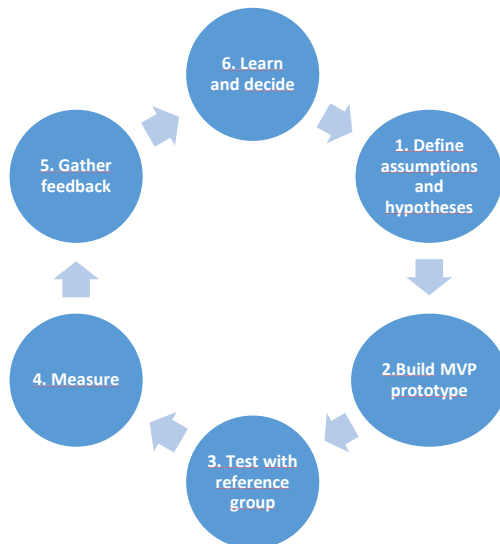 6. Learn
and decide
1. Define
assumptions
and
hypotheses
2.Build MVP
prototype
3. Test with
reference
group
4. Measure
5. Gather
feedback